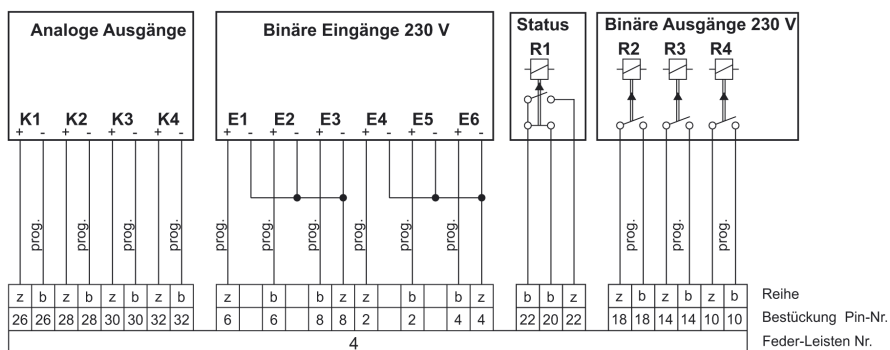 Analoge Ausgänge
Binäre Eingänge 230 V
Status
Binäre Ausgänge 230 V
R1
R2 R3 R4
K1 K2 K3 K4
+ - + - + - + -
E1 E2 E3 E4 E5 E6
+ - + - + - + - + - + -
prog. prog. prog. prog. prog. prog. prog. prog. prog. prog. prog. prog. prog.
z b z b z b z b z b b z z b b z b b z z b z b z b Reihe
26 26 28 28 30 30 32 32 6 6 8 8 2 2 4 4 22 20 22 18 18 14 14 10 10 Bestückung Pin-Nr.
4 Feder-Leisten Nr.